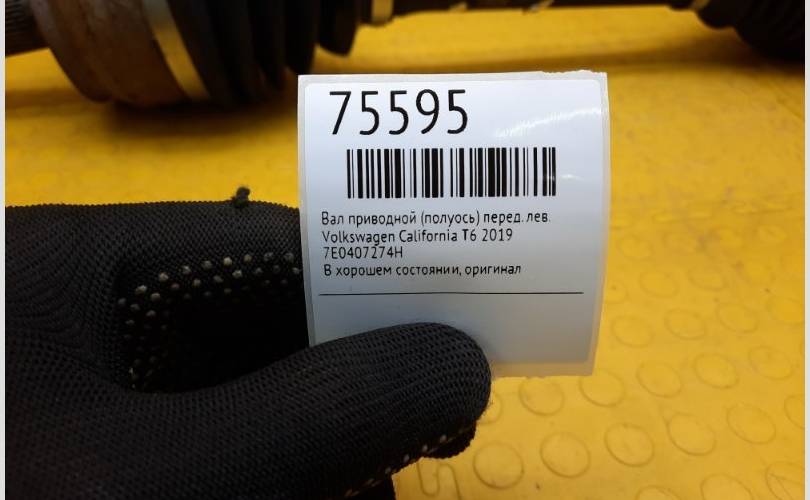 75595
Вал приводной (полуось) перед. лев.
Volkswagen California T6 2019
7E0407274H
В хорошем состоянии, оригинал